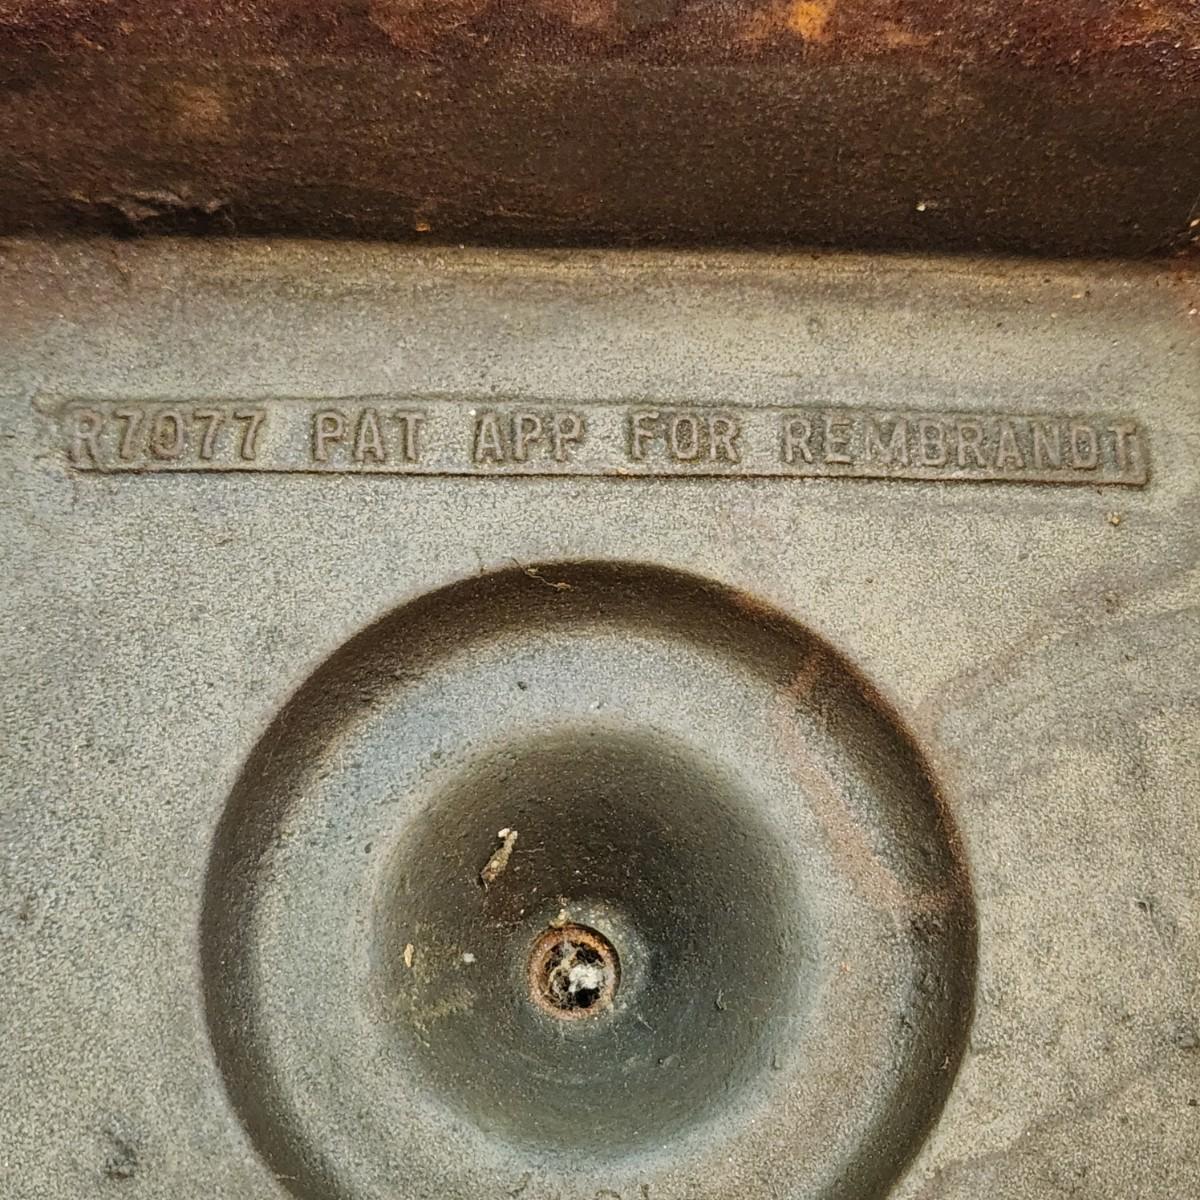 R7077 PAT APP FOR REMBRANDT